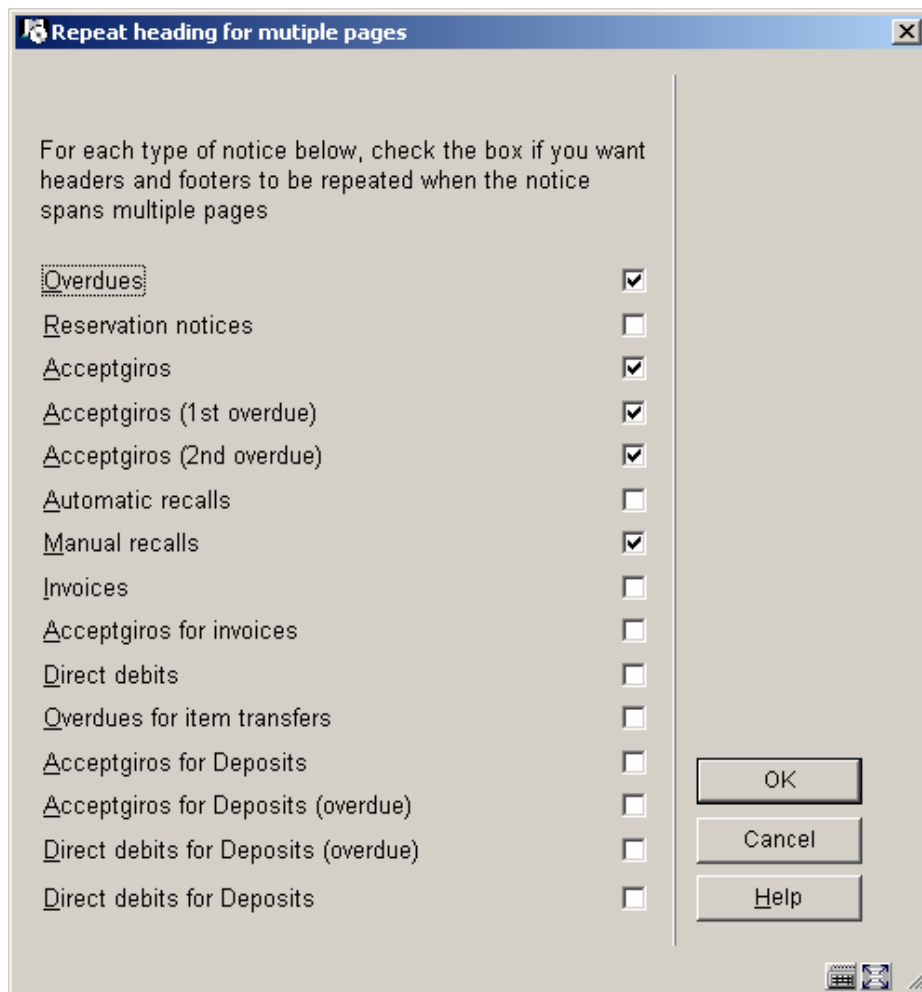 Repeat heading for mutiple pages
For each type of notice below, check the box if you want
headers and footers to be repeated when the notice
spans multiple pages
Overdues
Reservation notices
Acceptgiros
Acceptgiros (1st overdue)
Acceptgiros (2nd overdue)
Automatic recalls
Manual recalls
Invoices
Acceptgiros for invoices
Direct debits
Overdues for item transfers
Acceptgiros for Deposits
Acceptgiros for Deposits (overdue)
Direct debits for Deposits (overdue)
Direct debits for Deposits
OK
Cancel
Help